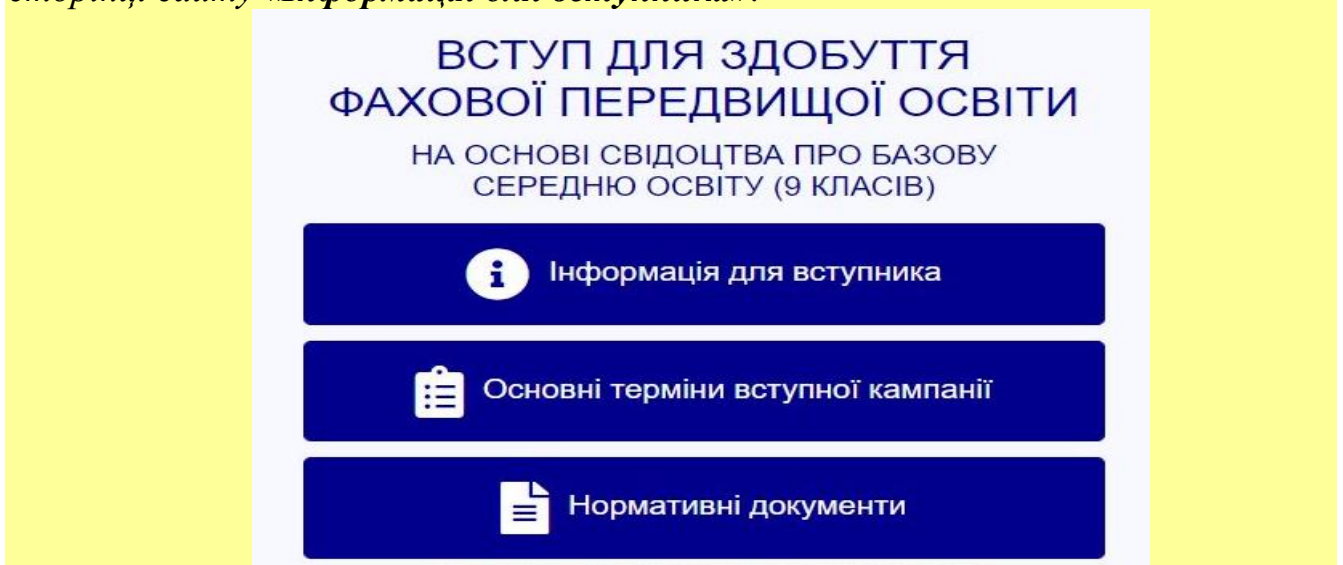 ВСТУП ДЛЯ ЗДОБУТТЯ
ФАХОВОЇ ПЕРЕДВИЩОЇ ОСВІТИ
НА ОСНОВІ СВІДОЦТВА ПРО БАЗОВУ
СЕРЕДНЮ ОСВІТУ (9 КЛАСІВ)
Інформація для вступника
Основні терміни вступної кампанії
Нормативні документи